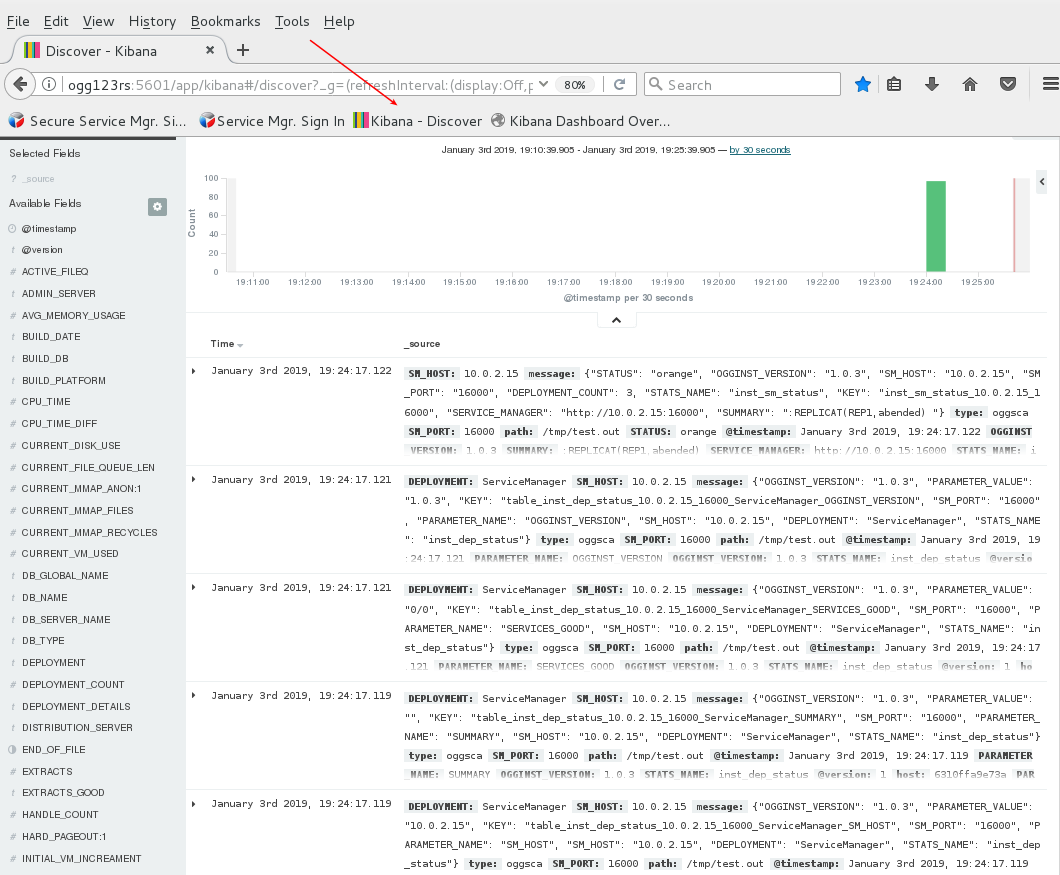 File Edit View History Bookmarks Tools Help
Discover - Kibana
ogg123rs:5601/app/kibana#/discover?_g=(refreshInterval:(display:Off,p 80% Search
Secure Service Mgr. Si... Service Mgr. Sign In Kibana - Discover Kibana Dashboard Over...
Selected Fields
? _source
Available Fields
@timestamp
t @version
# ACTIVE_FILEQ
t ADMIN_SERVER
# AVG_MEMORY_USAGE
t BUILD_DATE
t BUILD_DB
t BUILD_PLATFORM
# CPU_TIME
# CPU_TIME_DIFF
# CURRENT_DISK_USE
# CURRENT_FILE_QUEUE_LEN
# CURRENT_MMAP_ANON:1
# CURRENT_MMAP_FILES
# CURRENT_MMAP_RECYCLES
# CURRENT_VM_USED
t DB_GLOBAL_NAME
t DB_NAME
t DB_SERVER_NAME
t DB_TYPE
t DEPLOYMENT
# DEPLOYMENT_COUNT
t DEPLOYMENT_DETAILS
t DISTRIBUTION_SERVER
END_OF_FILE
# EXTRACTS
t EXTRACTS_GOOD
# HANDLE_COUNT
# HARD_PAGEOUT:1
# INITIAL_VM_INCREAMENT
January 3rd 2019, 19:10:39.905 - January 3rd 2019, 19:25:39.905 — by 30 seconds
Count
100
80
60
40
20
0
19:11:00 19:12:00 19:13:00 19:14:00 19:15:00 19:16:00 19:17:00 19:18:00 19:19:00 19:20:00 19:21:00 19:22:00 19:23:00 19:24:00 19:25:00
@timestamp per 30 seconds
Time _source
January 3rd 2019, 19:24:17.122 SM_HOST: 10.0.2.15 message: {"STATUS": "orange", "OGGINST_VERSION": "1.0.3", "SM_HOST": "10.0.2.15", "SM
_PORT": "16000", "DEPLOYMENT_COUNT": 3, "STATS_NAME": "inst_sm_status", "KEY": "inst_sm_status_10.0.2.15_1
6000", "SERVICE_MANAGER": "http://10.0.2.15:16000", "SUMMARY": ":REPLICAT(REP1,abended) "} type: oggsca
SM_PORT: 16000 path: /tmp/test.out STATUS: orange @timestamp: January 3rd 2019, 19:24:17.122 OGGINST
VERSION: 1.0.3 SUMMARY: :REPLICAT(REP1,abended) SERVICE_MANAGER: http://10.0.2.15:16000 STATS_NAME: i
January 3rd 2019, 19:24:17.121 DEPLOYMENT: ServiceManager SM_HOST: 10.0.2.15 message: {"OGGINST_VERSION": "1.0.3", "PARAMETER_VALUE":
"1.0.3", "KEY": "table_inst_dep_status_10.0.2.15_16000_ServiceManager_OGGINST_VERSION", "SM_PORT": "16000"
, "PARAMETER_NAME": "OGGINST_VERSION", "SM_HOST": "10.0.2.15", "DEPLOYMENT": "ServiceManager", "STATS_NAME
": "inst_dep_status"} type: oggsca SM_PORT: 16000 path: /tmp/test.out @timestamp: January 3rd 2019, 19
:24:17.121 PARAMETER_NAME: OGGINST_VERSION OGGINST_VERSION: 1.0.3 STATS_NAME: inst_dep_status @versio
January 3rd 2019, 19:24:17.121 DEPLOYMENT: ServiceManager SM_HOST: 10.0.2.15 message: {"OGGINST_VERSION": "1.0.3", "PARAMETER_VALUE":
"0/0", "KEY": "table_inst_dep_status_10.0.2.15_16000_ServiceManager_SERVICES_GOOD", "SM_PORT": "16000", "P
ARAMETER_NAME": "SERVICES_GOOD", "SM_HOST": "10.0.2.15", "DEPLOYMENT": "ServiceManager", "STATS_NAME": "in
st_dep_status"} type: oggsca SM_PORT: 16000 path: /tmp/test.out @timestamp: January 3rd 2019, 19:24:17
.121 PARAMETER_NAME: SERVICES_GOOD OGGINST_VERSION: 1.0.3 STATS_NAME: inst_dep_status @version: 1 ho
January 3rd 2019, 19:24:17.119 DEPLOYMENT: ServiceManager SM_HOST: 10.0.2.15 message: {"OGGINST_VERSION": "1.0.3", "PARAMETER_VALUE":
"", "KEY": "table_inst_dep_status_10.0.2.15_16000_ServiceManager_SUMMARY", "SM_PORT": "16000", "PARAMETER_
NAME": "SUMMARY", "SM_HOST": "10.0.2.15", "DEPLOYMENT": "ServiceManager", "STATS_NAME": "inst_dep_status"}
type: oggsca SM_PORT: 16000 path: /tmp/test.out @timestamp: January 3rd 2019, 19:24:17.119 PARAMETER
NAME: SUMMARY OGGINST_VERSION: 1.0.3 STATS_NAME: inst_dep_status @version: 1 host: 6310ffa9e73a PAR
January 3rd 2019, 19:24:17.119 DEPLOYMENT: ServiceManager SM_HOST: 10.0.2.15 message: {"OGGINST_VERSION": "1.0.3", "PARAMETER_VALUE":
"10.0.2.15", "KEY": "table_inst_dep_status_10.0.2.15_16000_ServiceManager_SM_HOST", "SM_PORT": "16000", "P
ARAMETER_NAME": "SM_HOST", "SM_HOST": "10.0.2.15", "DEPLOYMENT": "ServiceManager", "STATS_NAME": "inst_dep
_status"} type: oggsca SM_PORT: 16000 path: /tmp/test.out @timestamp: January 3rd 2019, 19:24:17.119